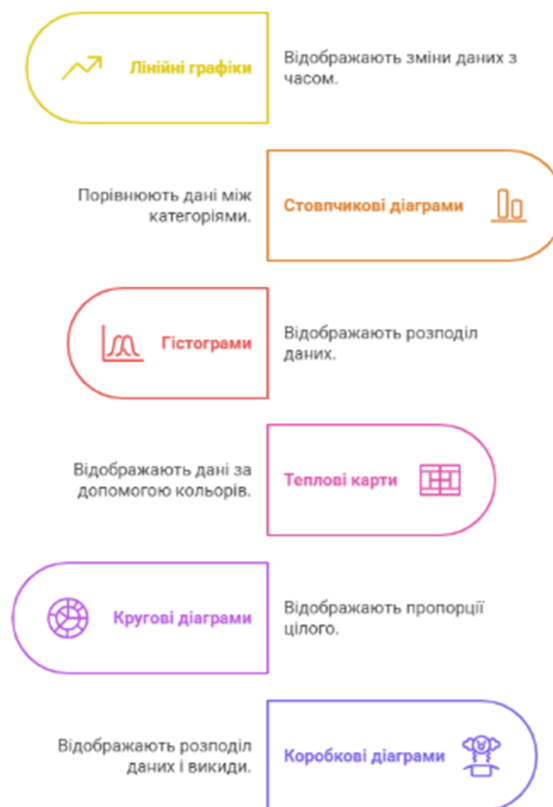 Лінійні графіки
Відображають зміни даних з
часом.
Порівнюють дані між
категоріями.
Стовпчикові діаграми
Гістограми
Відображають розподіл
даних.
Відображають дані за
допомогою кольорів.
Теплові карти
Кругові діаграми
Відображають пропорції
цілого.
Відображають розподіл
даних і викиди.
Коробкові діаграми